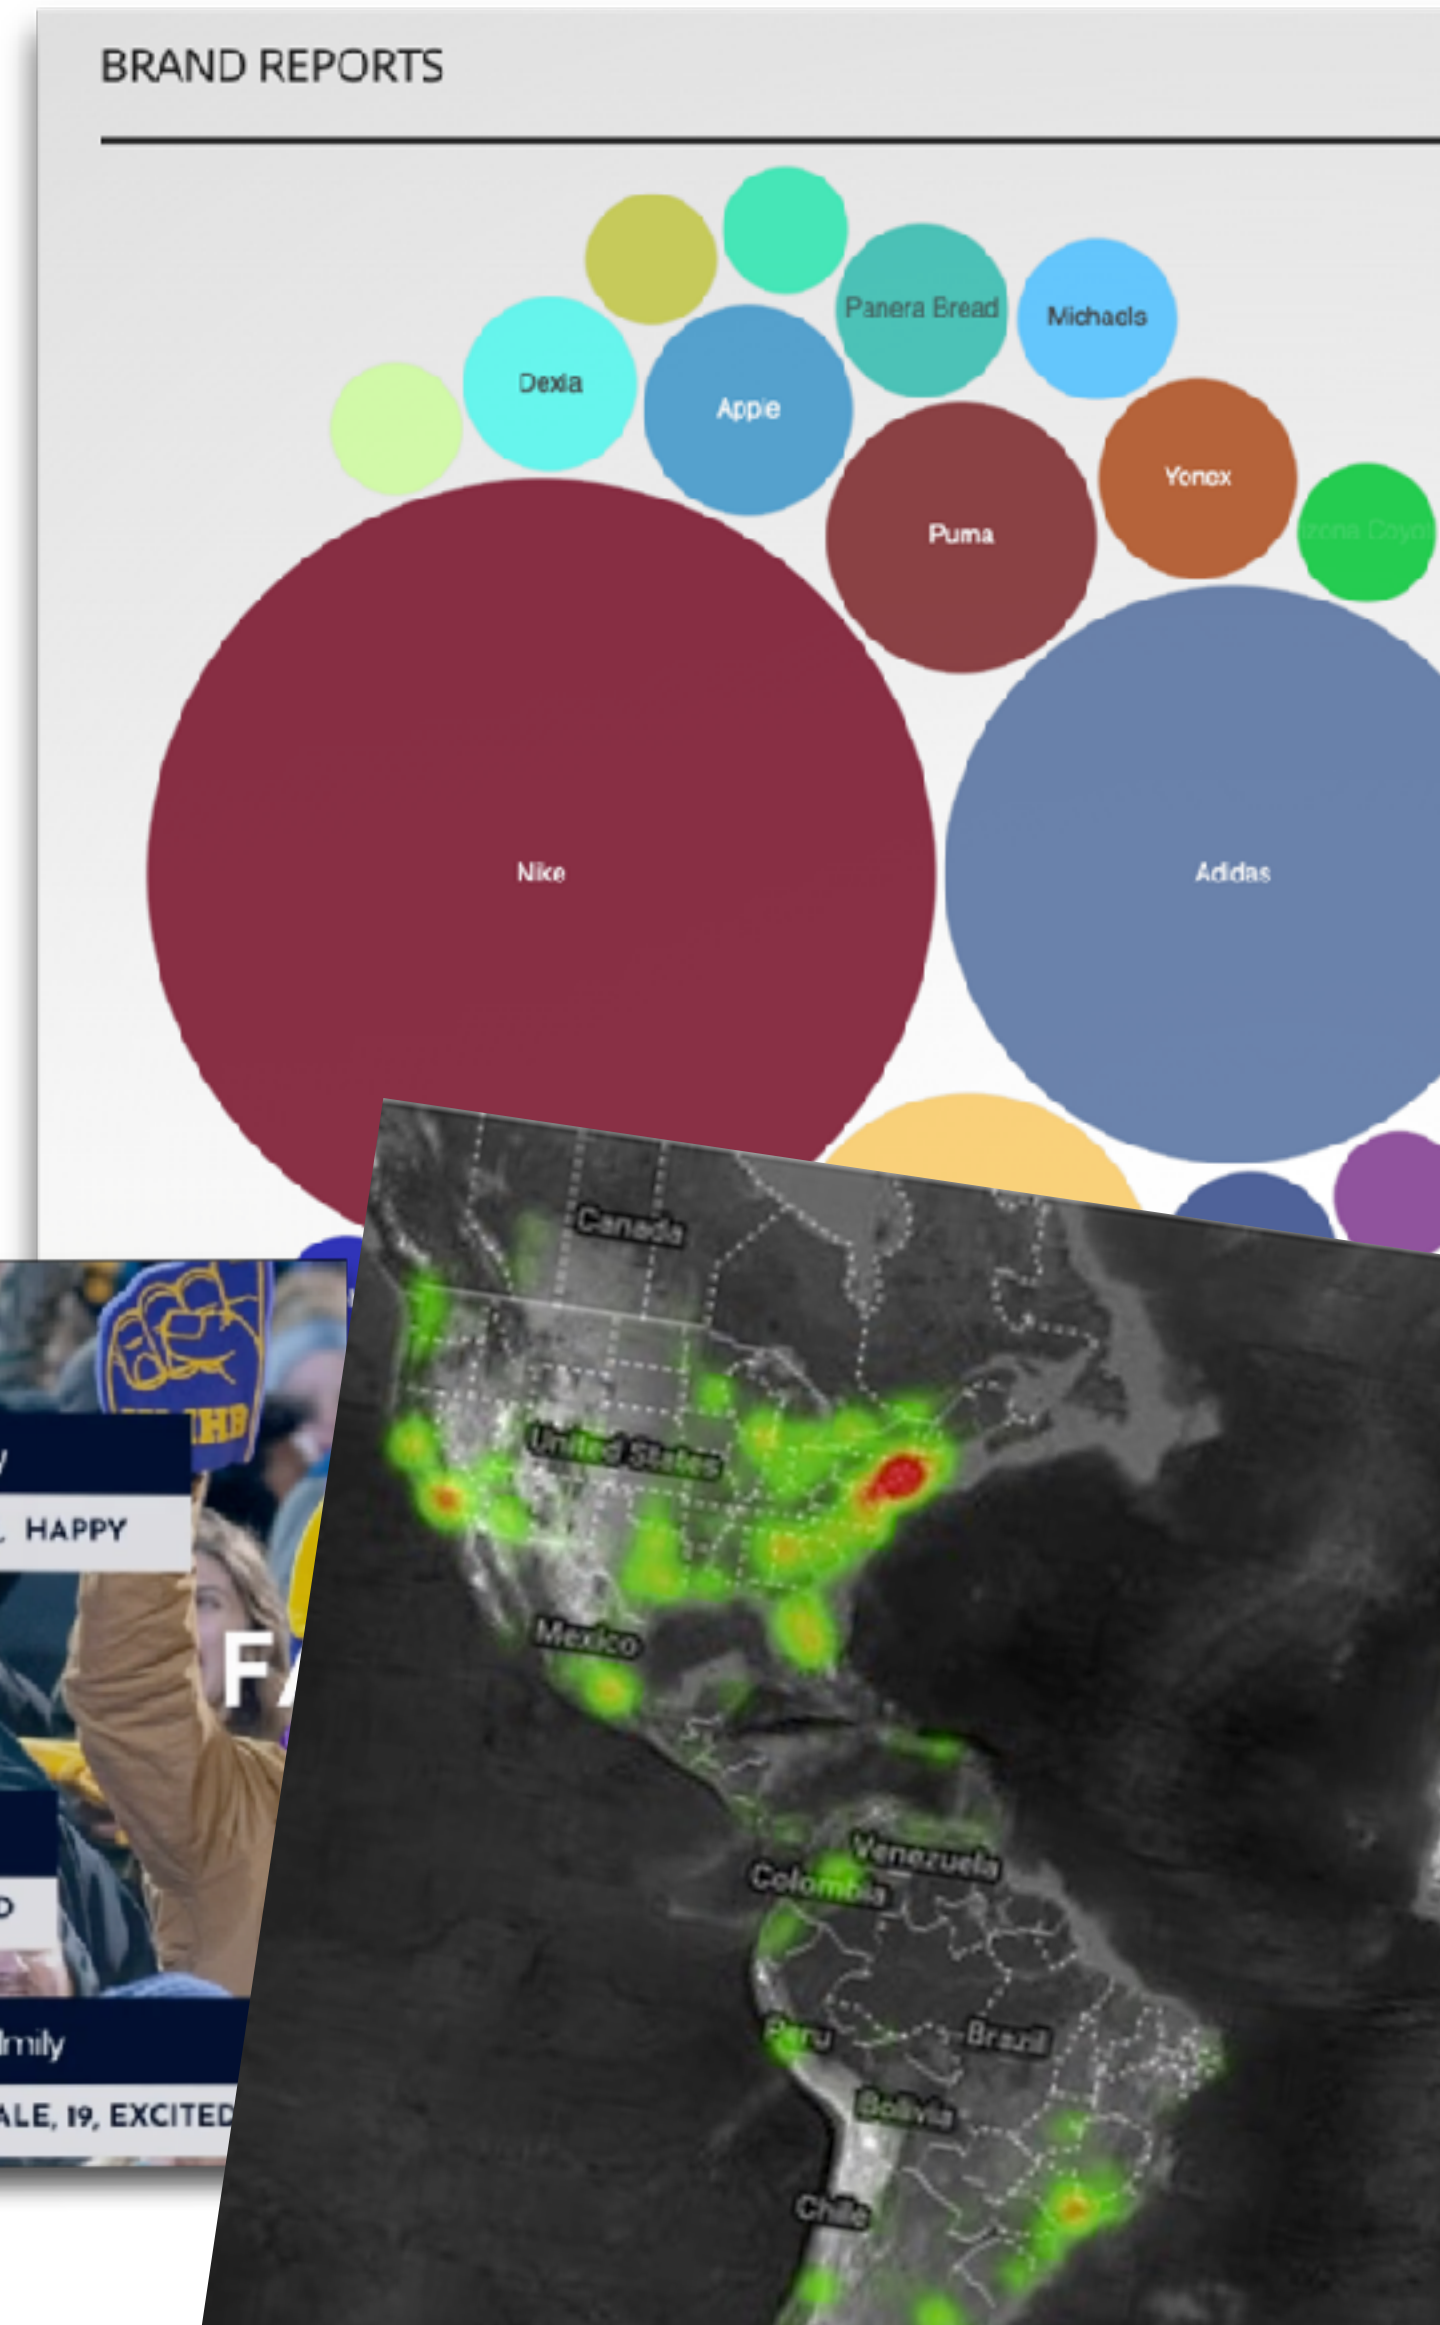 BRAND REPORTS
Panera Bread
Michaels
Dexia
Apple
Yonex
Puma
Nike
Adidas
Canada
United States
HAPPY
Mexico
Venezuela
Colombia
Peru
Brazil
Bolivia
ALE, 19, EXCITED
Chile